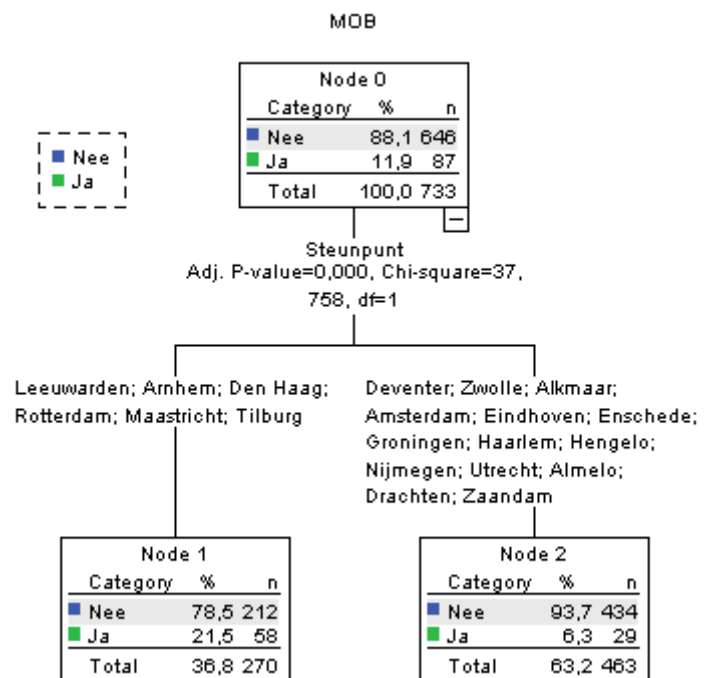 MOB
Node 0
Category % n
Nee 88,1 646
Ja 11,9 87
Total 100,0 733
Nee
Ja
Steunpunt
Adj. P-value=0,000, Chi-square=37,
758, df=1
Leeuwarden; Arnhem; Den Haag;
Rotterdam; Maastricht; Tilburg
Deventer; Zwolle; Alkmaar;
Amsterdam; Eindhoven; Enschede;
Groningen; Haarlem; Hengelo;
Nijmegen; Utrecht; Almelo;
Drachten; Zaandam
Node 1
Category % n
Nee 78,5 212
Ja 21,5 58
Total 36,8 270
Node 2
Category % n
Nee 93,7 434
Ja 6,3 29
Total 63,2 463